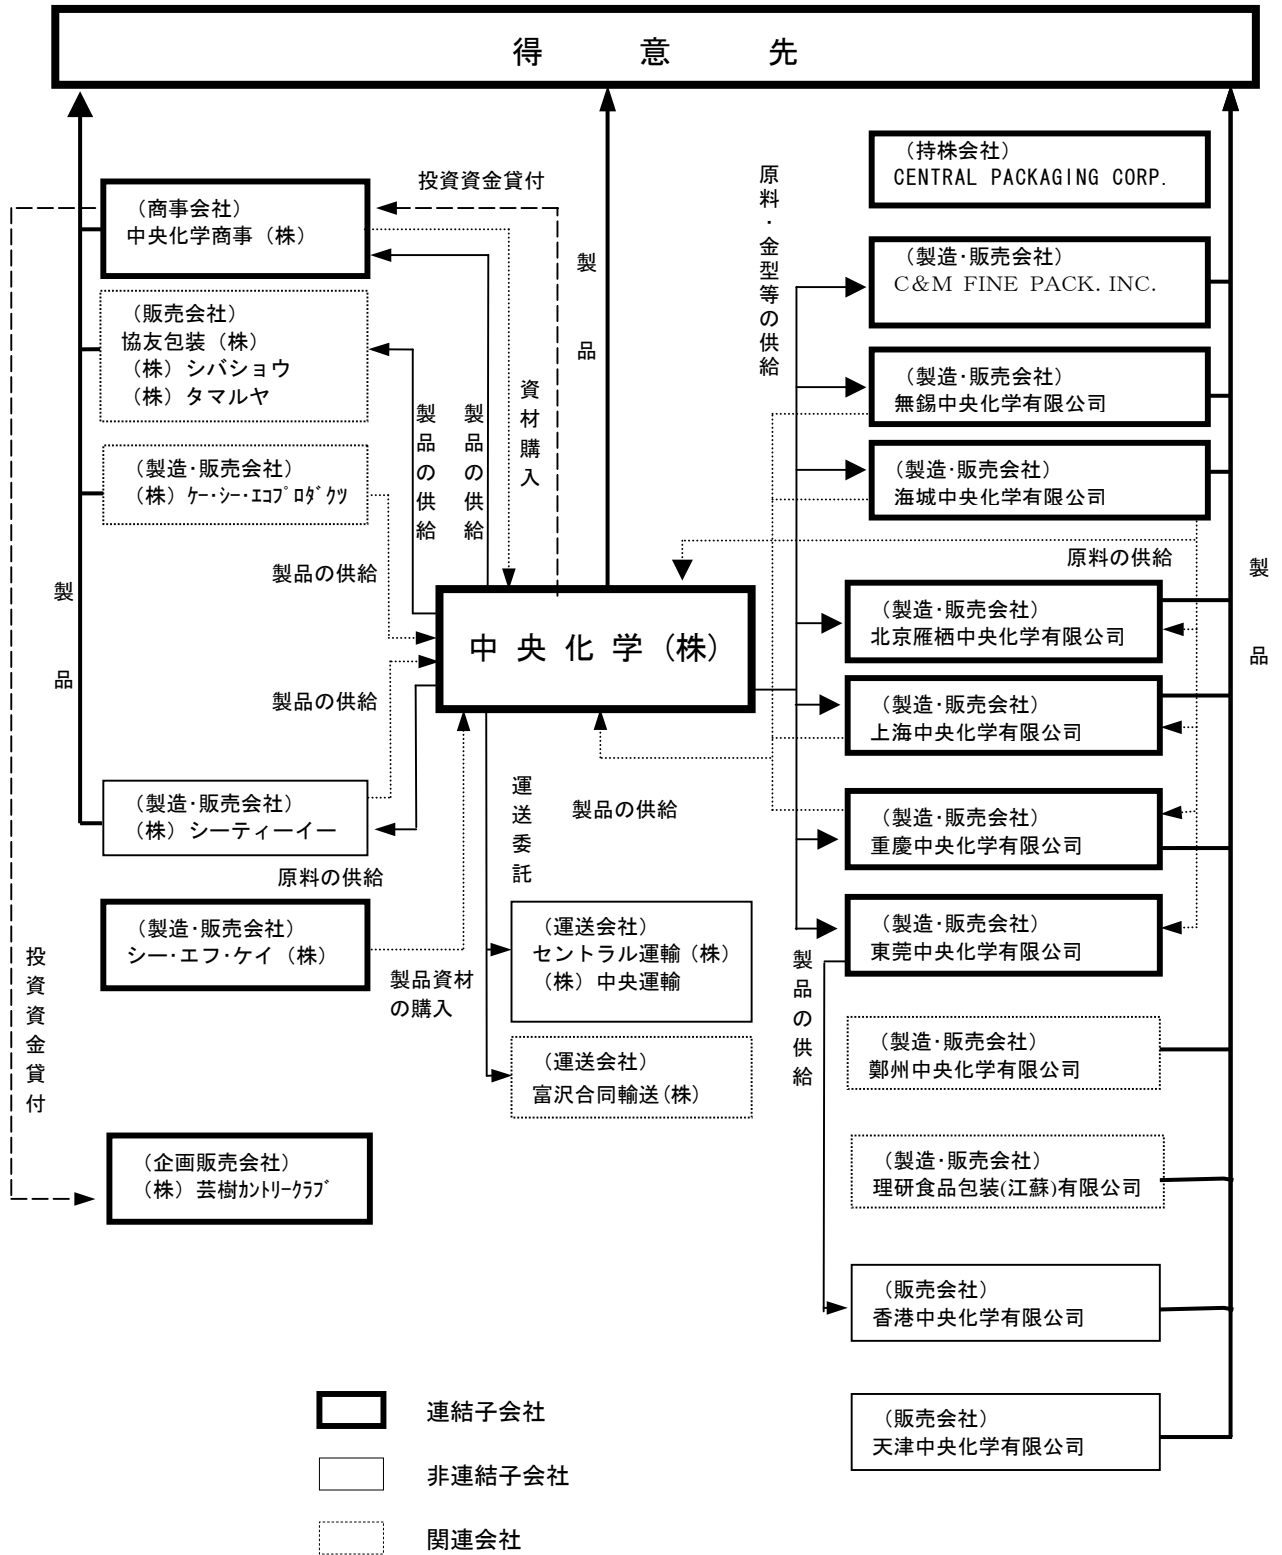 得意先
（持株会社）
CENTRAL PACKAGING CORP.
投資資金貸付
原料・金型等の供給
（商事会社）
中央化学商事（株）
製品
（製造・販売会社）
C&M FINE PACK. INC.
（販売会社）
協友包装（株）
（株）シバショウ
（株）タマルヤ
（製造・販売会社）
無錫中央化学有限公司
資材購入
製品の供給
製品の供給
（製造・販売会社）
（株）ｹｰ･ｼｰ･ｴｺﾌﾟﾛﾀﾞｸﾂ
（製造・販売会社）
海城中央化学有限公司
製品の供給
原料の供給
製品
製品
中央化学（株）
（製造・販売会社）
北京雁栖中央化学有限公司
製品の供給
（製造・販売会社）
上海中央化学有限公司
（製造・販売会社）
（株）シーティーイー
運送委託
製品の供給
（製造・販売会社）
重慶中央化学有限公司
原料の供給
（製造・販売会社）
シー・エフ・ケイ（株）
（運送会社）
セントラル運輸（株）
（株）中央運輸
（製造・販売会社）
東莞中央化学有限公司
製品資材
の購入
製品の供給
投資資金貸付
（運送会社）
富沢合同輸送(株）
（製造・販売会社）
鄭州中央化学有限公司
（企画販売会社）
（株）芸樹ｶﾝﾄﾘｰｸﾗﾌﾞ
（製造・販売会社）
理研食品包装(江蘇)有限公司
（販売会社）
香港中央化学有限公司
（販売会社）
天津中央化学有限公司
連結子会社
非連結子会社
関連会社